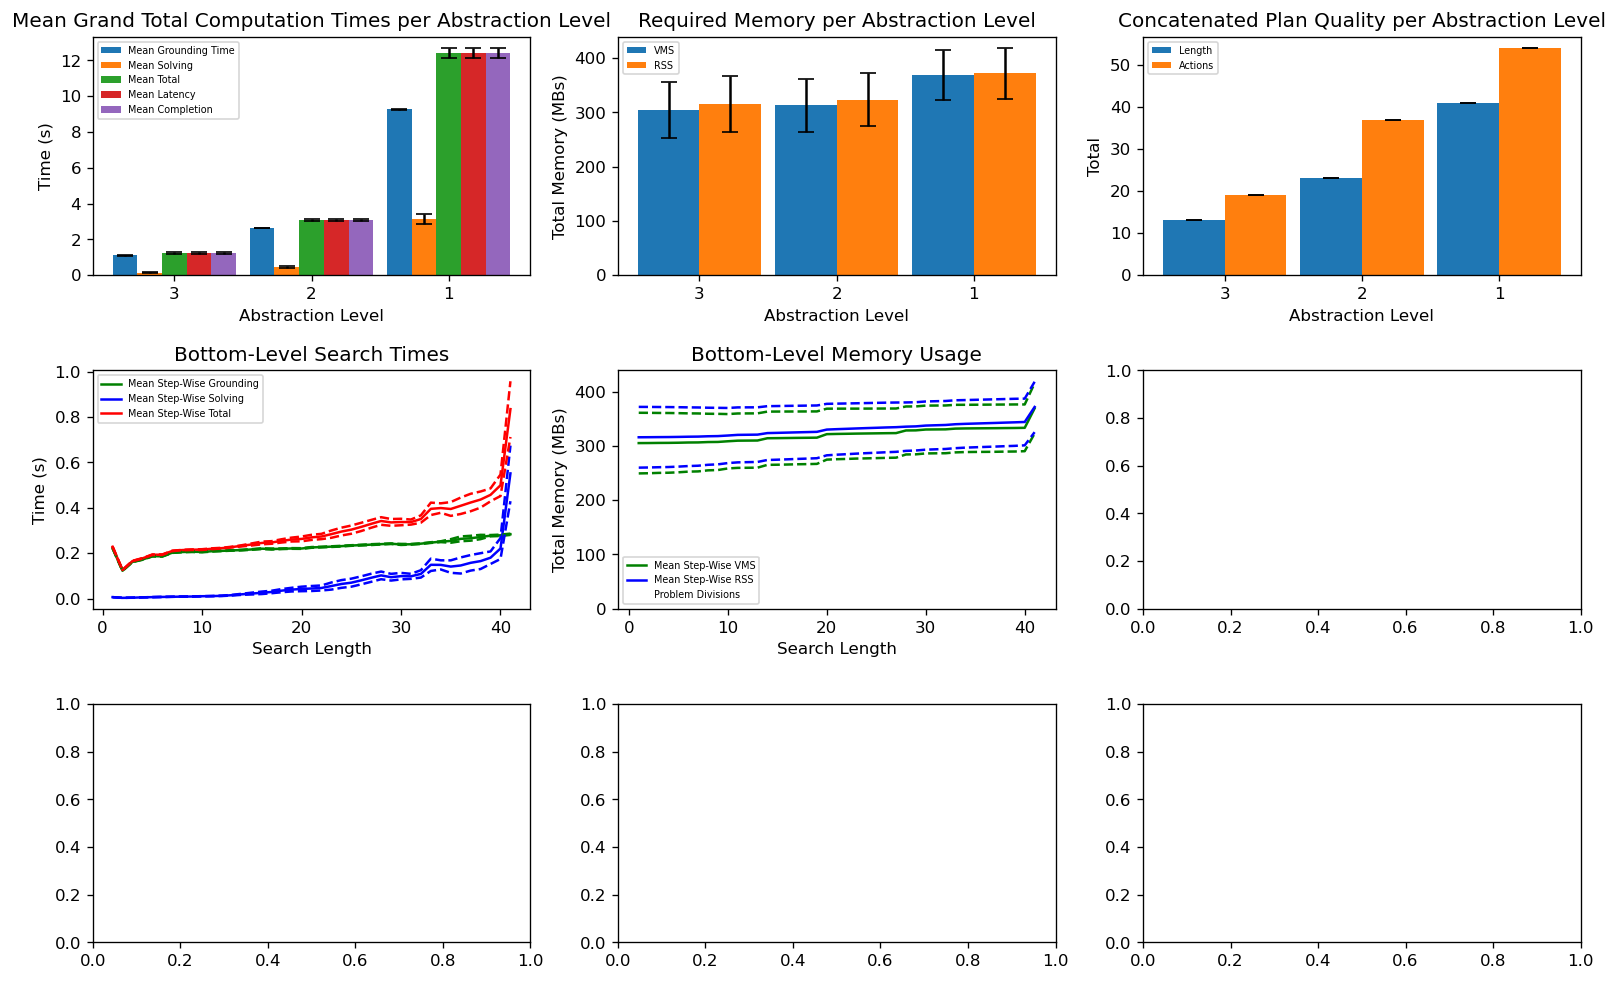 Mean Grand Total Computation Times per Abstraction Level
Required Memory per Abstraction Level
Concatenated Plan Quality per Abstraction Level
Mean Grounding Time
Mean Solving
Mean Total
Mean Latency
Mean Completion
12
10
8
6
4
2
0
Time (s)
3 2 1
Abstraction Level
VMS
RSS
400
300
200
100
0
Total Memory (MBs)
3 2 1
Abstraction Level
Length
Actions
50
40
30
20
10
0
Total
3 2 1
Abstraction Level
Bottom-Level Search Times
Mean Step-Wise Grounding
Mean Step-Wise Solving
Mean Step-Wise Total
1.0
0.8
0.6
0.4
0.2
0.0
Time (s)
0 10 20 30 40
Search Length
Bottom-Level Memory Usage
400
300
200
100
0
Total Memory (MBs)
Mean Step-Wise VMS
Mean Step-Wise RSS
Problem Divisions
0 20 40
Search Length
1.0
0.8
0.6
0.4
0.2
0.0
0.0 0.2 0.4 0.6 0.8 1.0
1.0
0.8
0.6
0.4
0.2
0.0
0.0 0.2 0.4 0.6 0.8 1.0
1.0
0.8
0.6
0.4
0.2
0.0
0.0 0.2 0.4 0.6 0.8 1.0
1.0
0.8
0.6
0.4
0.2
0.0
0.0 0.2 0.4 0.6 0.8 1.0